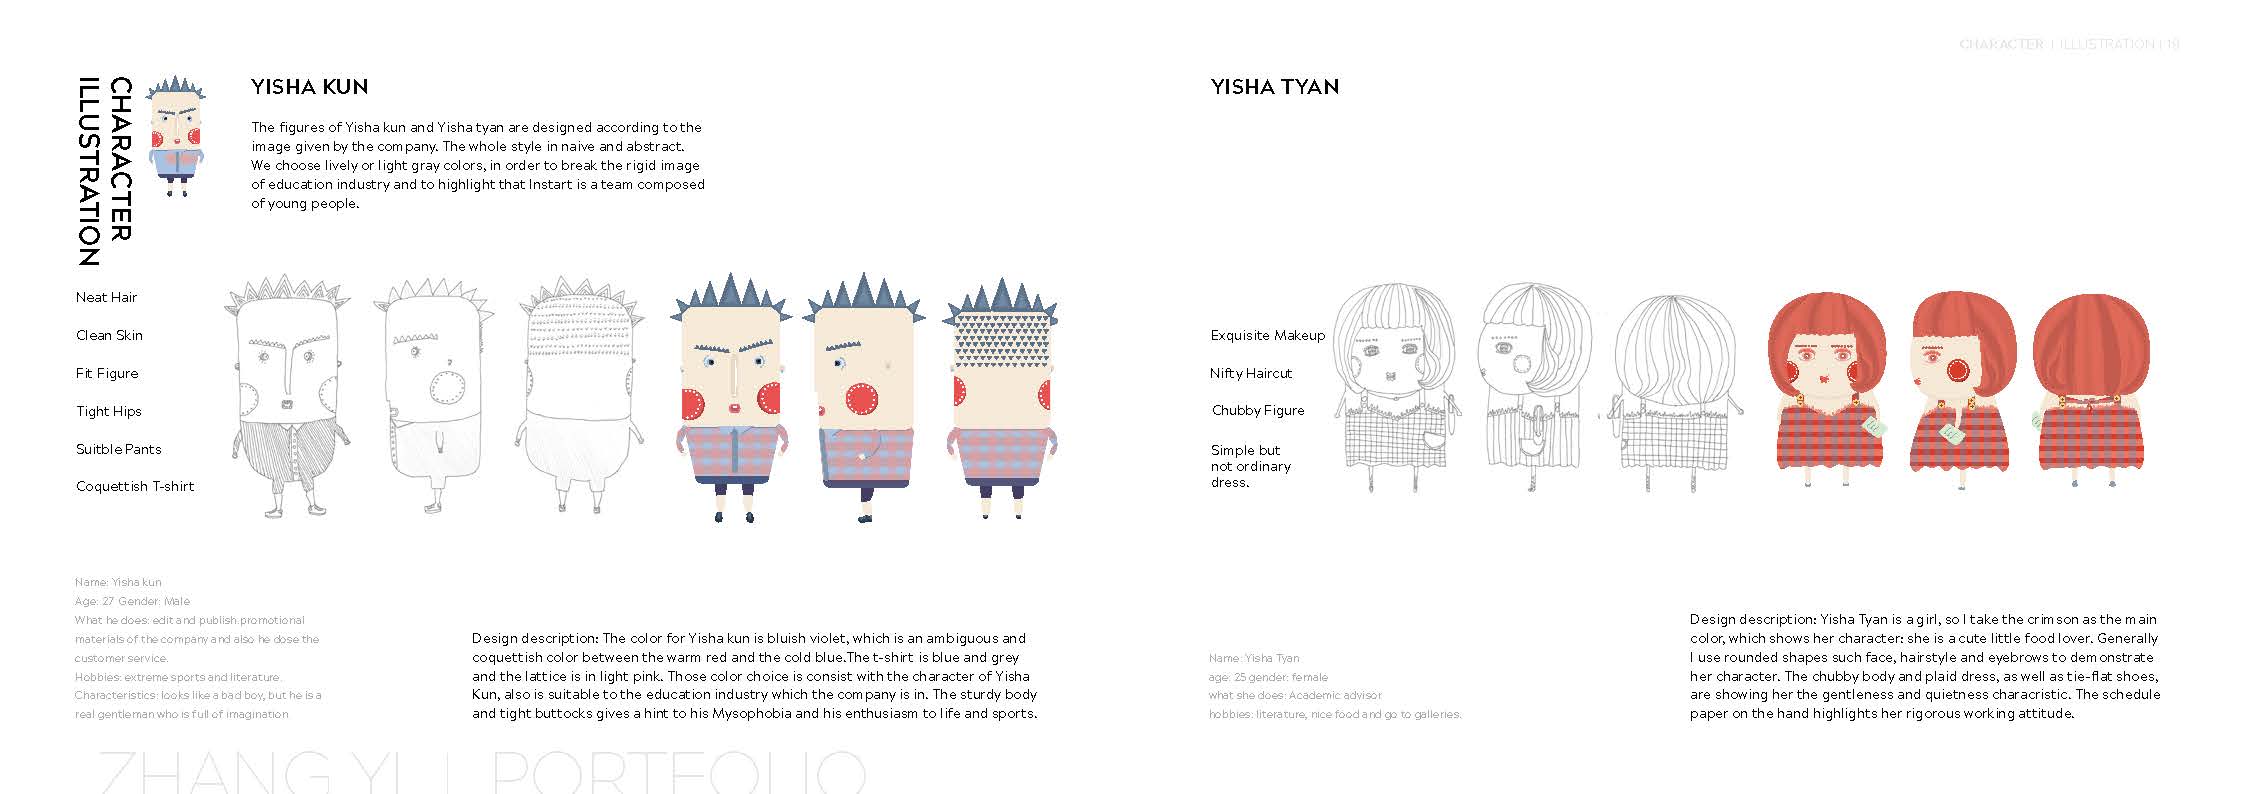 CHARACTER | ILLUSTRATION | 19
CHARACTER
ILLUSTRATION
YISHA KUN
The figures of Yisha kun and Yisha tyan are designed according to the
image given by the company. The whole style in naive and abstract.
We choose lively or light gray colors, in order to break the rigid image
of education industry and to highlight that Instart is a team composed
of young people.
Neat Hair
Clean Skin
Fit Figure
Tight Hips
Suitble Pants
Coquettish T-shirt
Name: Yisha kun
Age: 27 Gender: Male
What he does: edit and publish promotional
materials of the company and also he dose the
customer service.
Hobbies: extreme sports and literature.
Characteristics: looks like a bad boy, but he is a
real gentleman who is full of imagination
Design description: The color for Yisha kun is bluish violet, which is an ambiguous and
coquettish color between the warm red and the cold blue.The t-shirt is blue and grey
and the lattice is in light pink. Those color choice is consist with the character of Yisha
Kun, also is suitable to the education industry which the company is in. The sturdy body
and tight buttocks gives a hint to his Mysophobia and his enthusiasm to life and sports.
YISHA TYAN
Exquisite Makeup
Nifty Haircut
Chubby Figure
Simple but
not ordinary
dress.
Name: Yisha Tyan
age: 25 gender: female
what she does: Academic advisor
hobbies: literature, nice food and go to galleries.
Design description: Yisha Tyan is a girl, so I take the crimson as the main
color, which shows her character: she is a cute little food lover. Generally
I use rounded shapes such face, hairstyle and eyebrows to demonstrate
her character. The chubby body and plaid dress, as well as tie-flat shoes,
are showing her the gentleness and quietness characristic. The schedule
paper on the hand highlights her rigorous working attitude.
ZHANG YI | PORTFOLIO